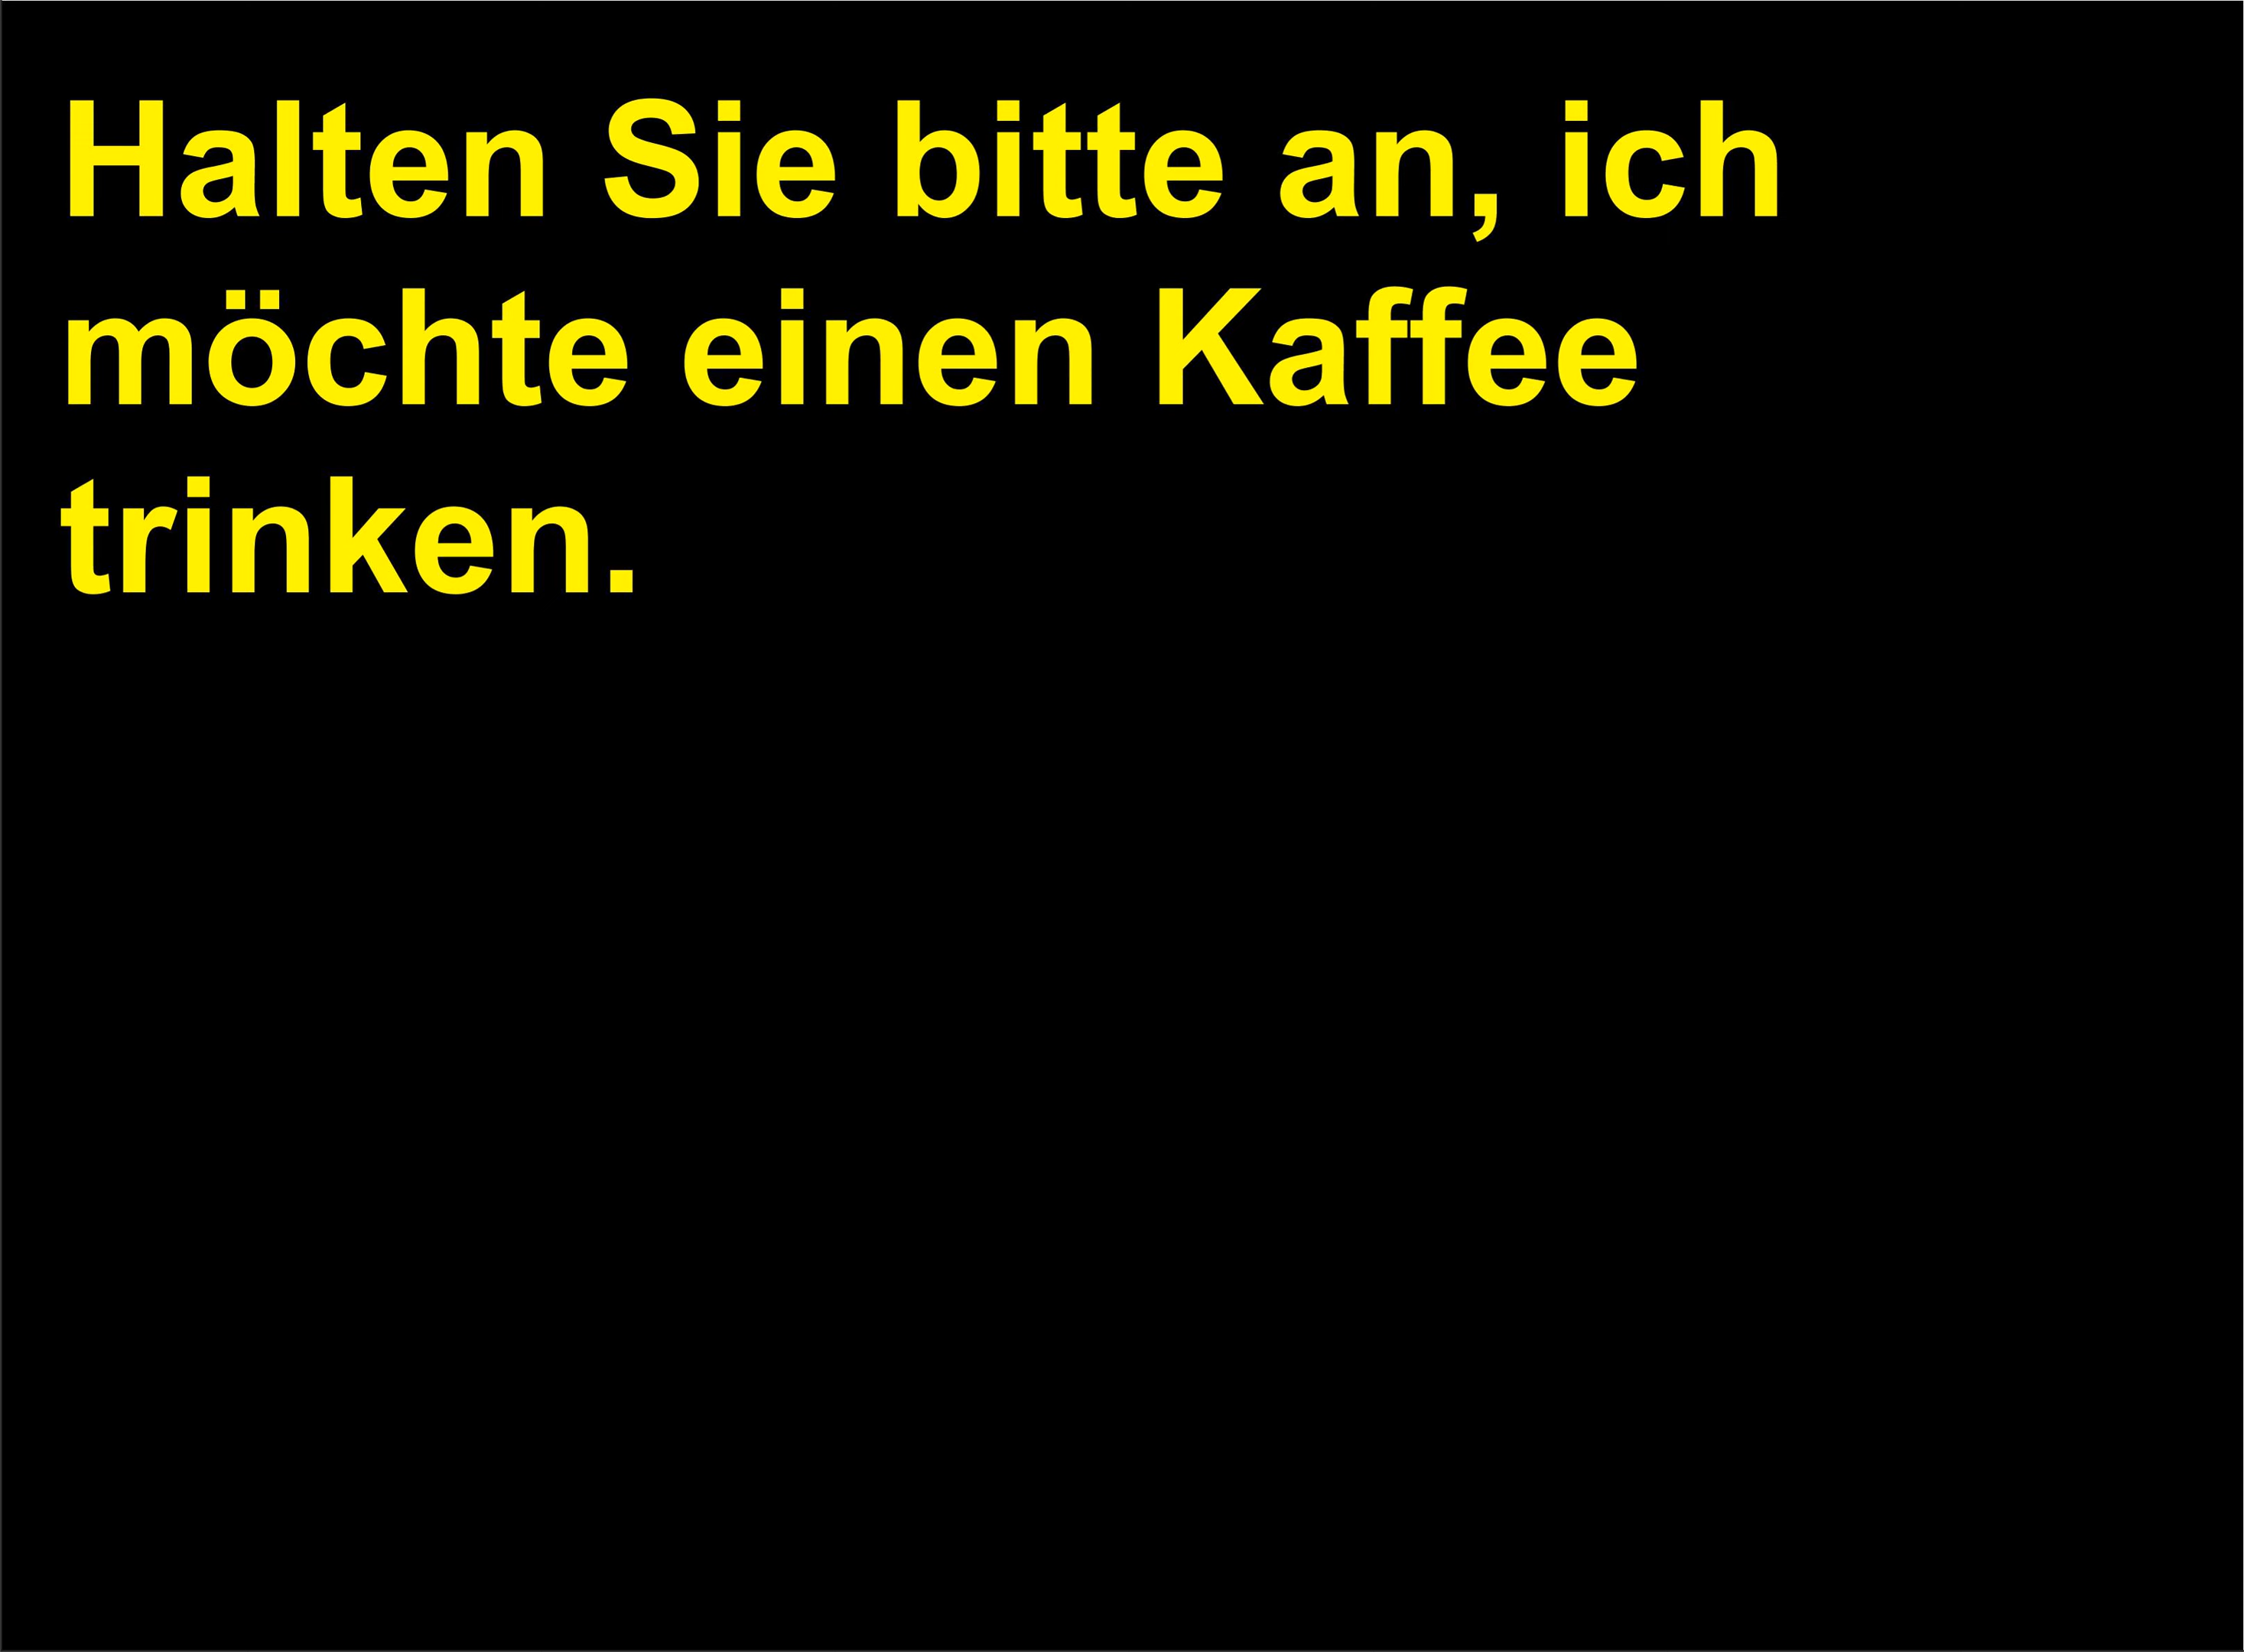 Halten Sie bitte an, ich
möchte einen Kaffee
trinken.